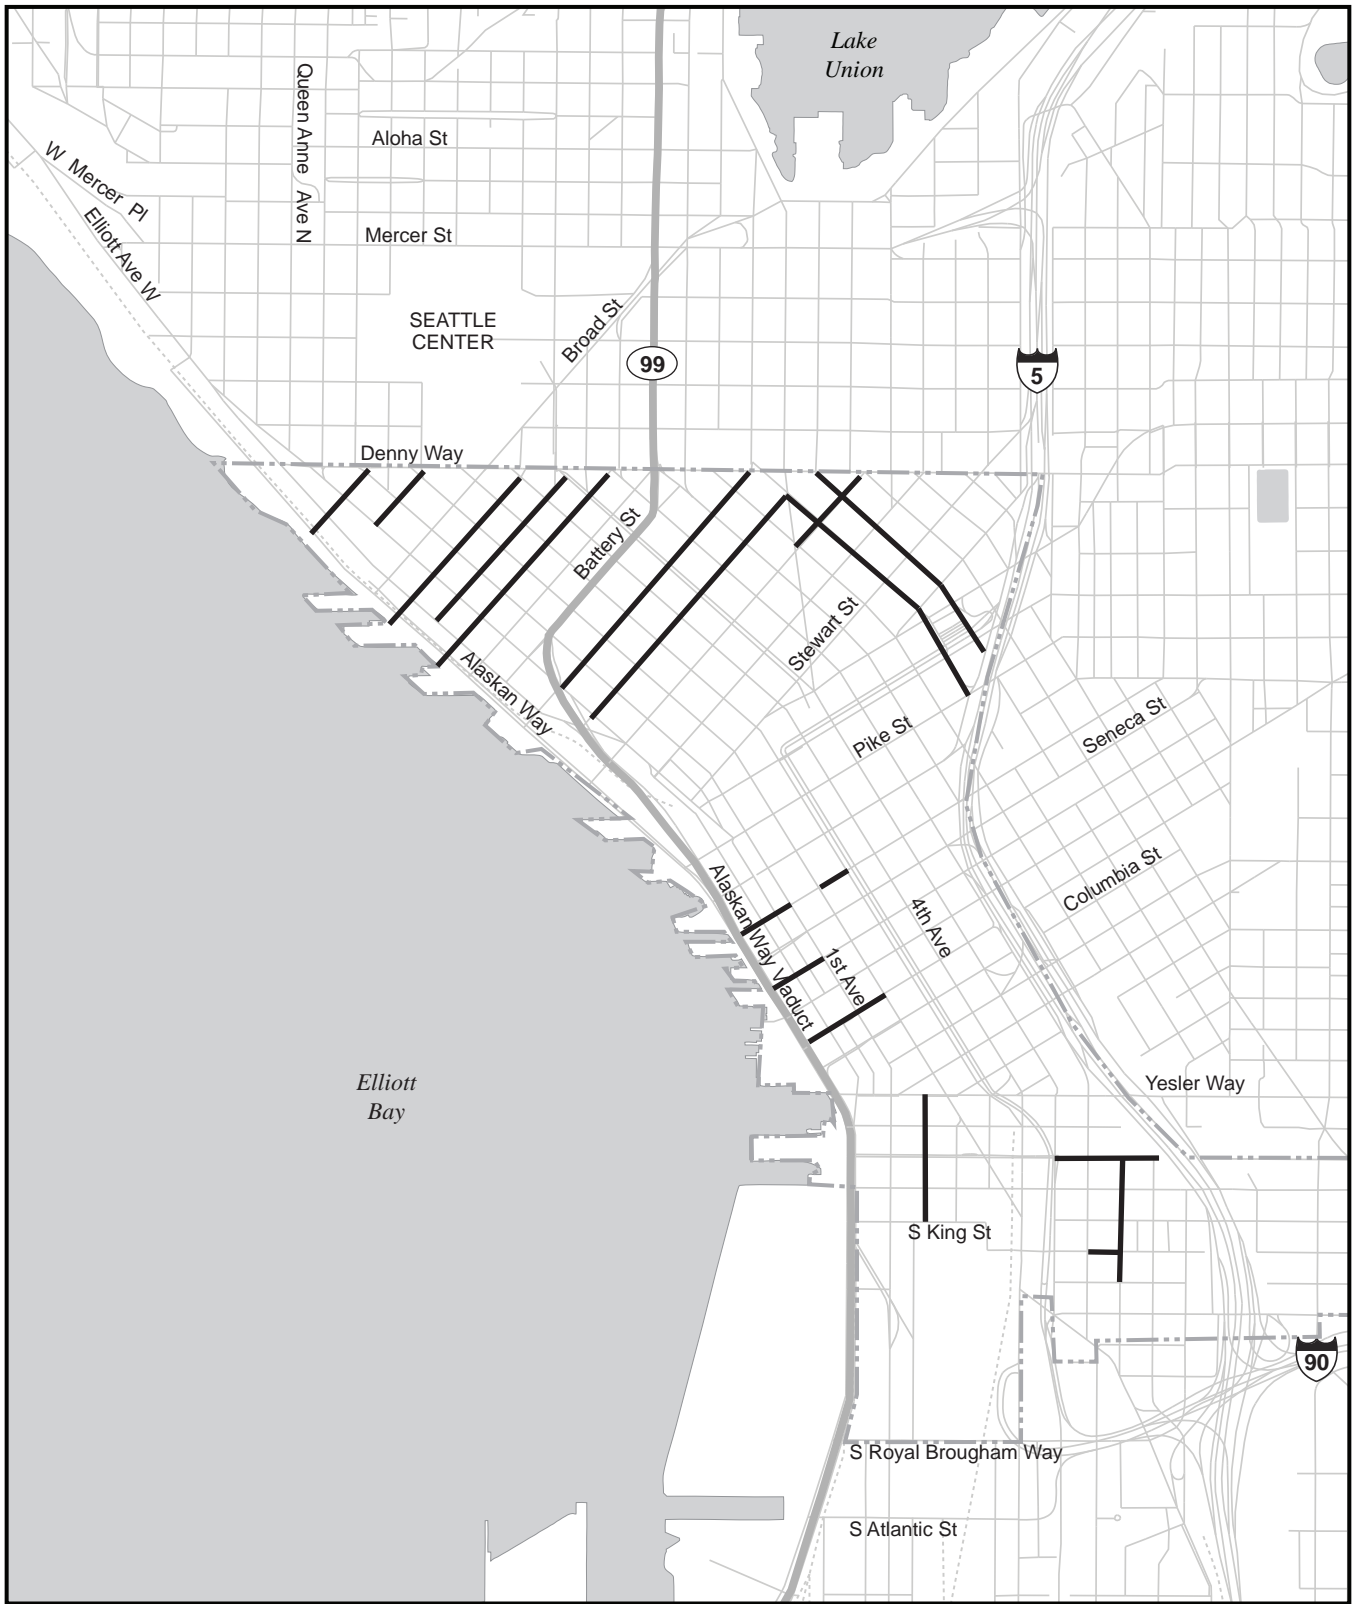 Lake
Union
Queen Anne Ave N
Aloha St
W Mercer Pl
Elliott Ave W
Mercer St
SEATTLE
CENTER
Broad St
99
5
Denny Way
Battery St
Stewart St
Alaskan Way
Pike St
Seneca St
Columbia St
Alaskan Way Viaduct
4th Ave
1st Ave
Elliott
Bay
Yesler Way
S King St
90
S Royal Brougham Way
S Atlantic St